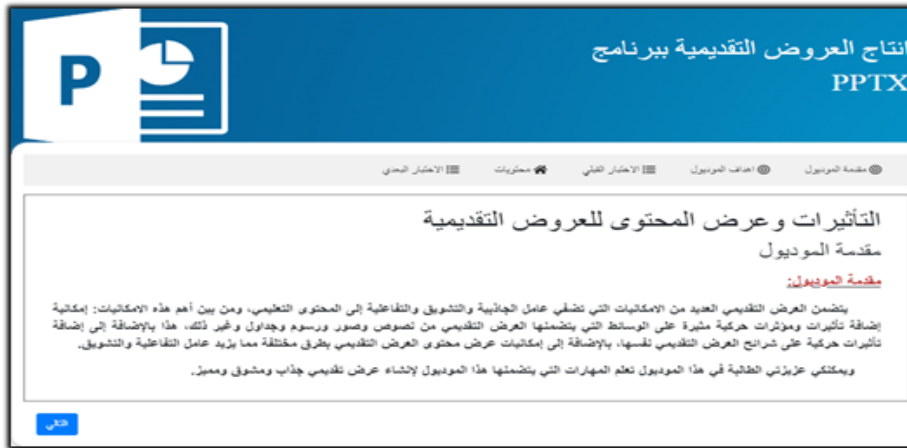 انتاج العروض التقديمية ببرنامج
PPTX
P
مقدمة الموديول
اهداف الموديول
الاختبار القبلي
محتويات
الاختبار البعدي
التأثيرات وعرض المحتوى للعروض التقديمية
مقدمة الموديول
مقدمة الموديول:
يتضمن العرض التقديمي العديد من الامكانيات التي تضفي عامل الجاذبية والتشويق والتفاعلية إلى المحتوى التعليمي، ومن بين أهم هذه الامكانيات: إمكانية
إضافة تأثيرات ومؤثرات حركية مثيرة على الوسائط التي يتضمنها العرض التقديمي من نصوص وصور ورسوم وجداول وغير ذلك، هذا بالإضافة إلى إضافة
تأثيرات حركية على شرائح العرض التقديمي نفسها، بالإضافة إلى إمكانيات عرض محتوى العرض التقديمي بطرق مختلفة مما يزيد عامل التفاعلية والتشويق.
ويمكنكي عزيزتي الطالبة في هذا الموديول تعلم المهارات التي يتضمنها هذا الموديول لإنشاء عرض تقديمي جذاب ومشوق ومميز.
التالي